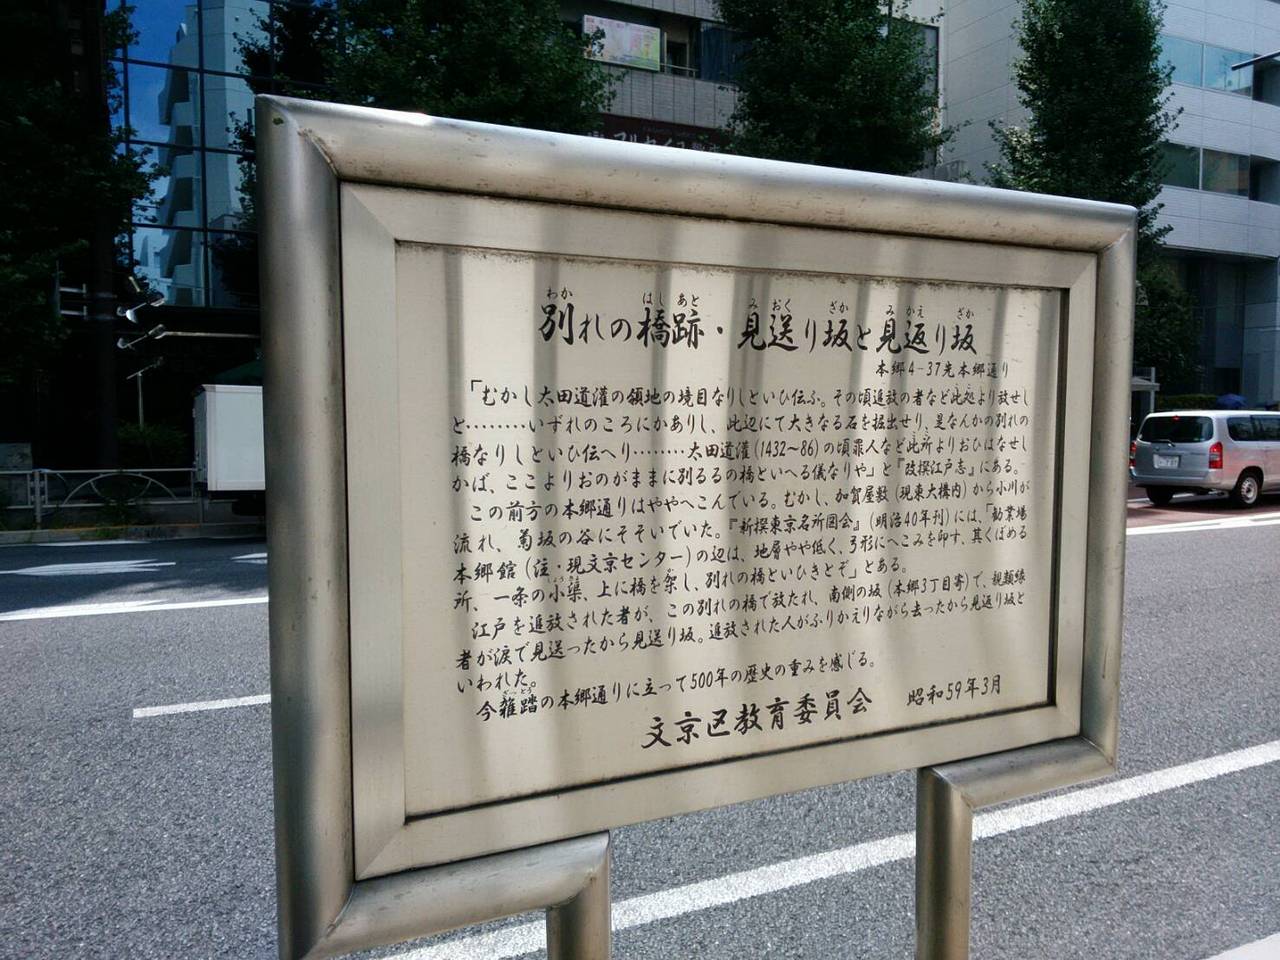 別れの橋跡・見送り坂と見返り坂
本郷4-37先本郷通り
「むかし太田道灌の領地の境目なりしといひ伝ふ。その頃追放の者など此処より放せし
と………いずれのころにかありし、此辺にて大きなる石を掘出せり、是なんかの別れの
橋なりしといひ伝へり………太田道灌(1432〜86)の頃罪人など此所よりおひはなせし
かば、ここよりおのがままに別るるの橋といへる儀なりや」と『改撰江戸志』にある。
この前方の本郷通りはややへこんでいる。むかし、加賀屋敷(現東大構内)から小川が
流れ、菊坂の谷にそそいでいた。『新撰東京名所図会』(明治40年刊)には、「勧業場
本郷館(注・現文京センター)の辺は、地層やや低く、弓形にへこみを印す、其くぼめる
所、一条の小渠、上に橋を架し、別れの橋といひきとぞ」とある。
江戸を追放された者が、この別れの橋で放たれ、南側の坂(本郷3丁目寄)で、親類縁
者が涙で見送ったから見送り坂。追放された人がふりかえりながら去ったから見返り坂と
いわれた。
今雑踏の本郷通りに立って500年の歴史の重みを感じる。
文京区教育委員会 昭和59年3月